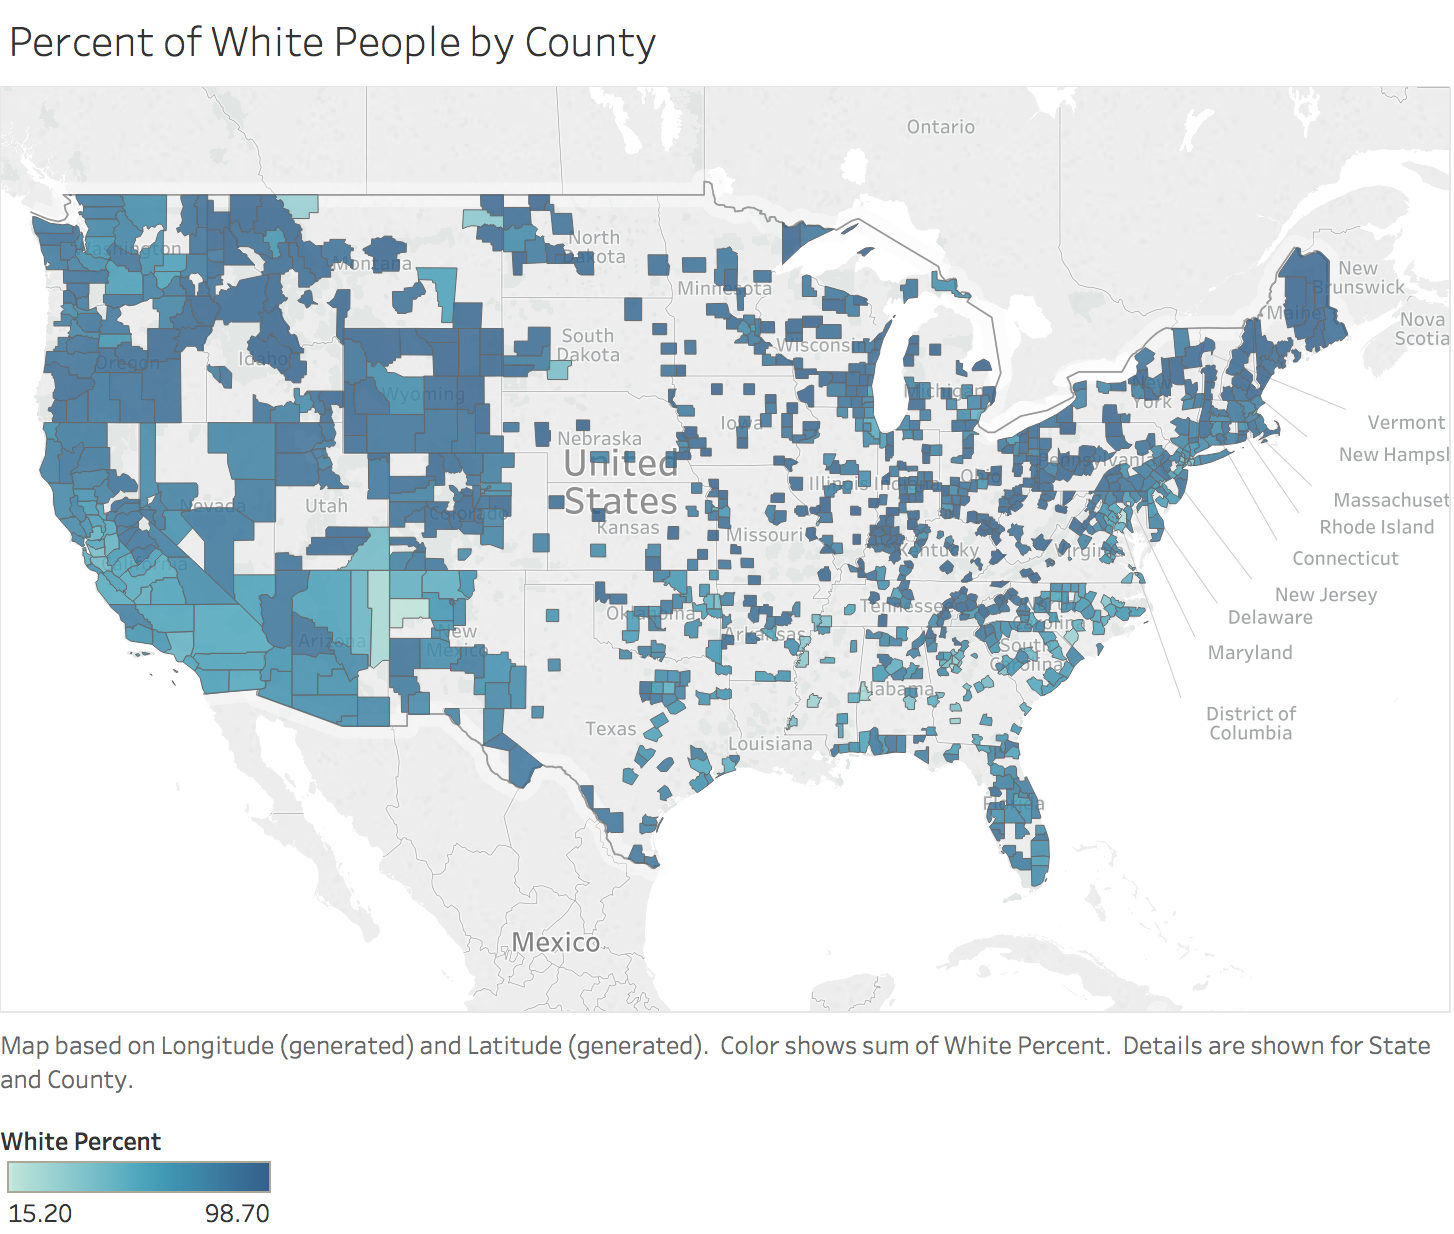 Percent of White People by County
Ontario
Washington
Montana
North
Dakota
Minnesota
New
Brunswick
Maine
Nova
Scotia
Oregon
Idaho
South
Dakota
Wisconsin
Wyoming
Michigan
New
York
Vermont
Iowa
Nebraska
New Hampsl
United
States
Pennsylvania
Ohio
Illinois
Indiana
Massachuset
Nevada
Utah
Colorado
Kansas
Missouri
Rhode Island
Kentucky
Virginia
Connecticut
California
New Jersey
Delaware
Oklahoma
Tennessee
North
Carolina
Arizona
New
Mexico
Arkansas
South
Carolina
Maryland
Alabama
District of
Columbia
Texas
Louisiana
Florida
Mexico
Map based on Longitude (generated) and Latitude (generated).  Color shows sum of White Percent.  Details are shown for State
and County.
White Percent
15.20 98.70